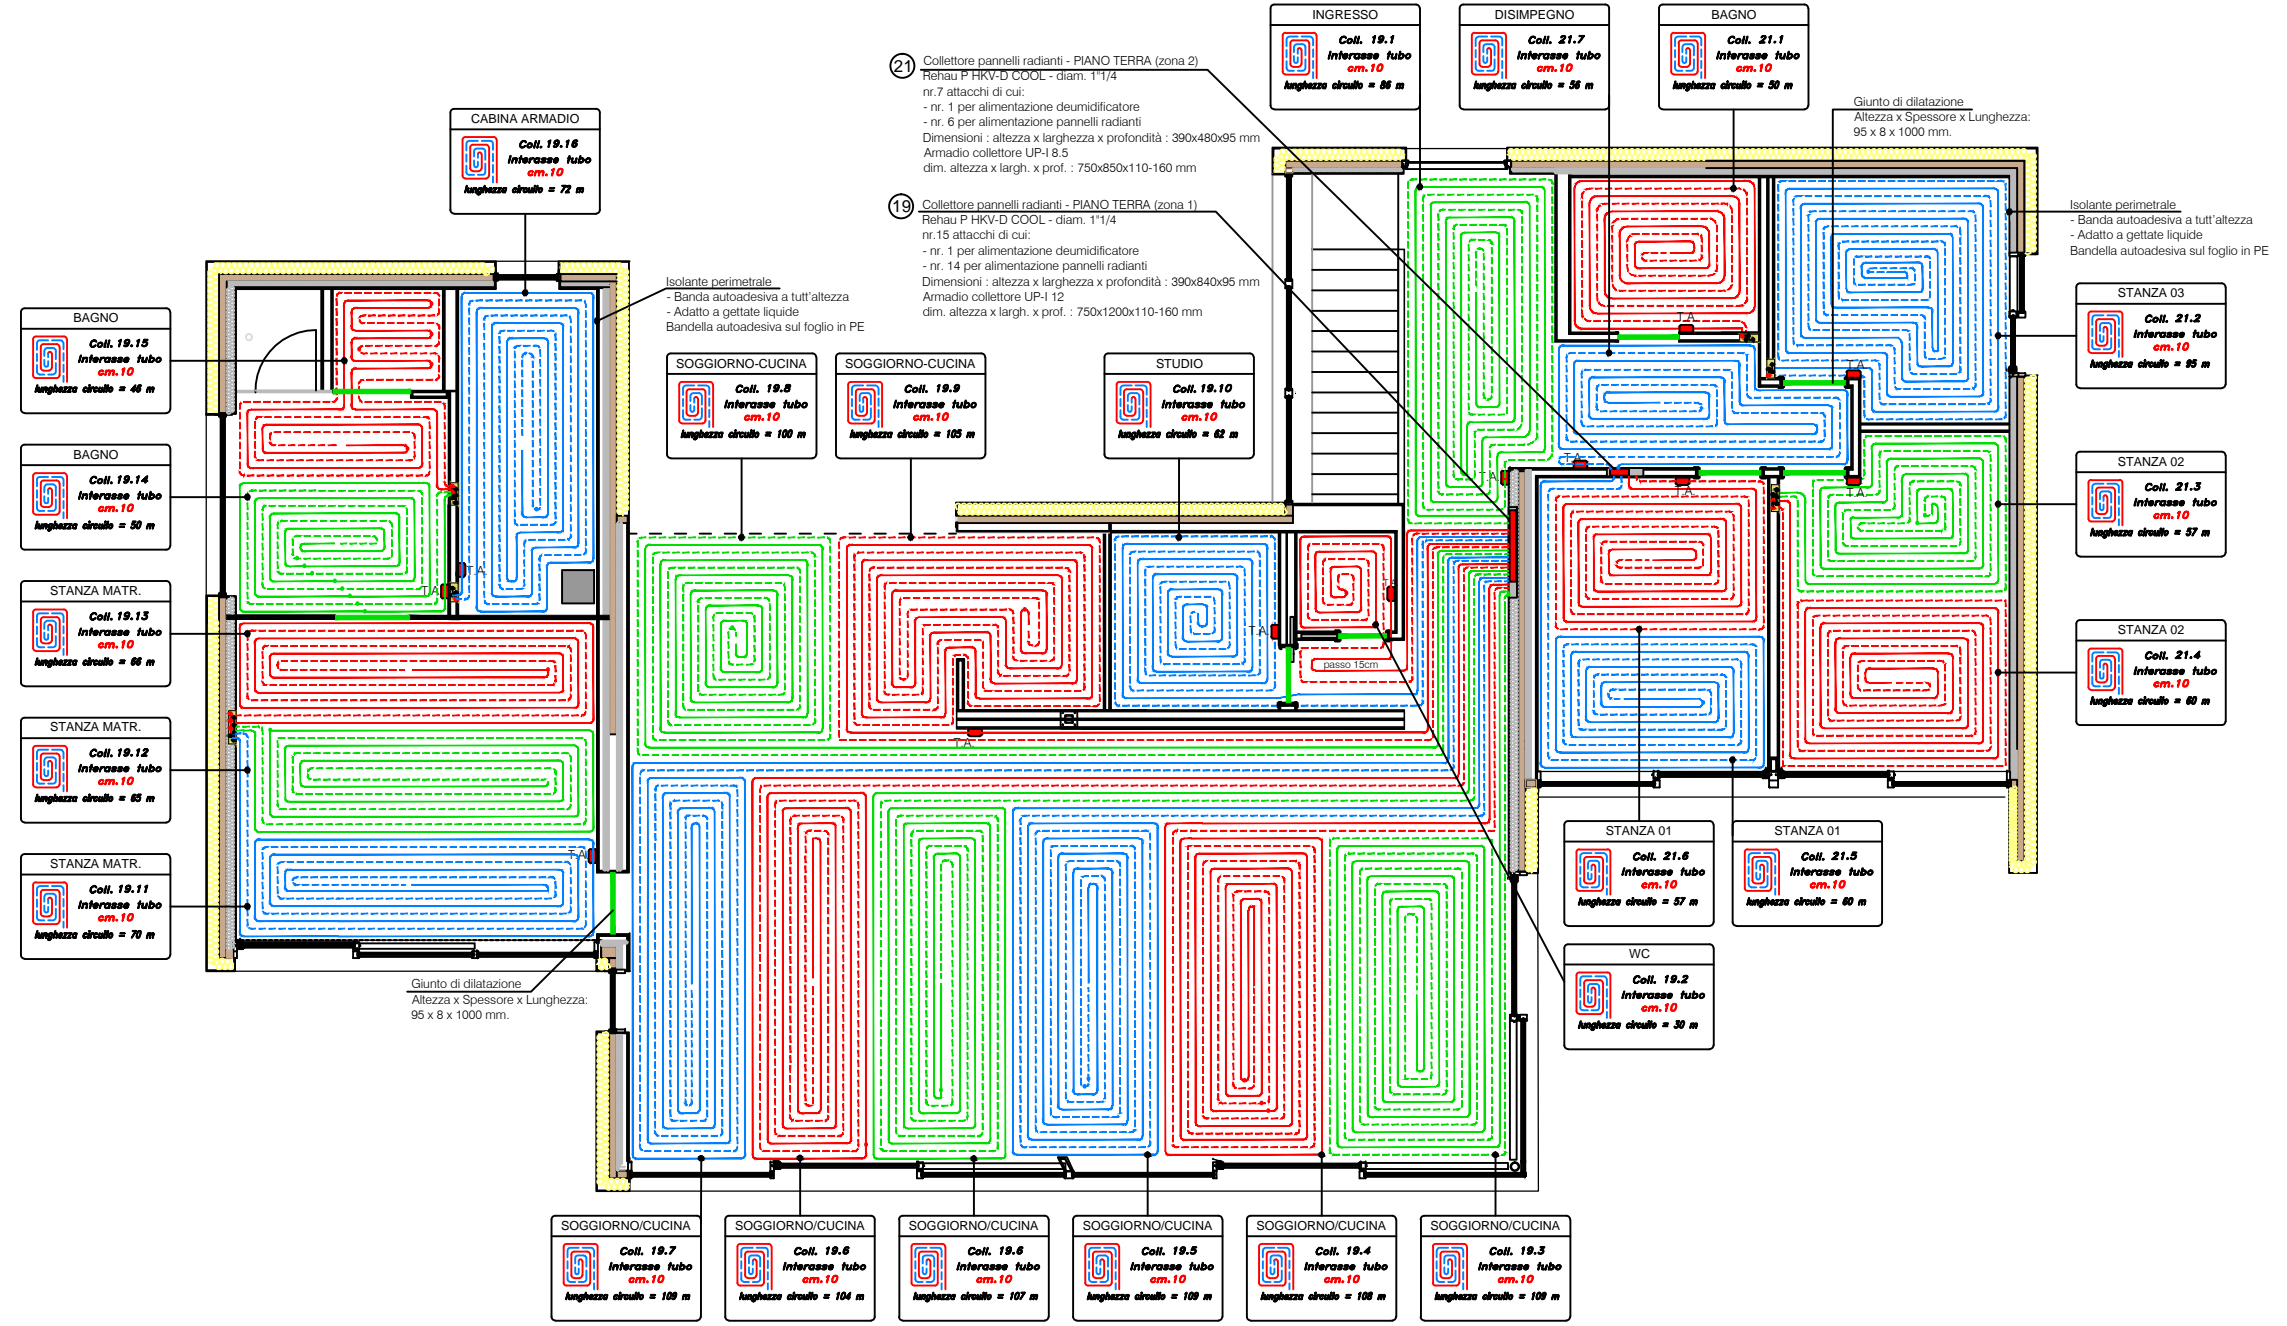 INGRESSO
Coll. 19.1
Interasse tubo
cm.10
lunghezza circuito = 86 m
DISIMPEGNO
Coll. 21.7
Interasse tubo
cm.10
lunghezza circuito = 56 m
BAGNO
Coll. 21.1
Interasse tubo
cm.10
lunghezza circuito = 50 m
21
Collettore pannelli radianti - PIANO TERRA (zona 2)
Rehau P HKV-D COOL - diam. 1"1/4
nr.7 attacchi di cui:
- nr. 1 per alimentazione deumidificatore
- nr. 6 per alimentazione pannelli radianti
Dimensioni : altezza x larghezza x profondità : 390x480x95 mm
Armadio collettore UP-I 8.5
dim. altezza x largh. x prof. : 750x850x110-160 mm
19
Collettore pannelli radianti - PIANO TERRA (zona 1)
Rehau P HKV-D COOL - diam. 1"1/4
nr.15 attacchi di cui:
- nr. 1 per alimentazione deumidificatore
- nr. 14 per alimentazione pannelli radianti
Dimensioni : altezza x larghezza x profondità : 390x840x95 mm
Armadio collettore UP-I 12
dim. altezza x largh. x prof. : 750x1200x110-160 mm
Giunto di dilatazione
Altezza x Spessore x Lunghezza:
95 x 8 x 1000 mm.
Isolante perimetrale
- Banda autoadesiva a tutt'altezza
- Adatto a gettate liquide
Bandella autoadesiva sul foglio in PE
CABINA ARMADIO
Coll. 19.16
Interasse tubo
cm.10
lunghezza circuito = 72 m
Isolante perimetrale
- Banda autoadesiva a tutt'altezza
- Adatto a gettate liquide
Bandella autoadesiva sul foglio in PE
BAGNO
Coll. 19.15
Interasse tubo
cm.10
lunghezza circuito = 46 m
BAGNO
Coll. 19.14
Interasse tubo
cm.10
lunghezza circuito = 50 m
STANZA MATR.
Coll. 19.13
Interasse tubo
cm.10
lunghezza circuito = 66 m
STANZA MATR.
Coll. 19.12
Interasse tubo
cm.10
lunghezza circuito = 65 m
STANZA MATR.
Coll. 19.11
Interasse tubo
cm.10
lunghezza circuito = 70 m
SOGGIORNO-CUCINA
Coll. 19.8
Interasse tubo
cm.10
lunghezza circuito = 100 m
SOGGIORNO-CUCINA
Coll. 19.9
Interasse tubo
cm.10
lunghezza circuito = 105 m
STUDIO
Coll. 19.10
Interasse tubo
cm.10
lunghezza circuito = 62 m
STANZA 03
Coll. 21.2
Interasse tubo
cm.10
lunghezza circuito = 95 m
STANZA 02
Coll. 21.3
Interasse tubo
cm.10
lunghezza circuito = 57 m
STANZA 02
Coll. 21.4
Interasse tubo
cm.10
lunghezza circuito = 60 m
T.A.
T.A.
T.A.
T.A.
T.A.
T.A.
T.A.
T.A.
T.A.
T.A.
passo 15cm
T.A.
T.A.
STANZA 01
Coll. 21.6
Interasse tubo
cm.10
lunghezza circuito = 57 m
STANZA 01
Coll. 21.5
Interasse tubo
cm.10
lunghezza circuito = 60 m
WC
Coll. 19.2
Interasse tubo
cm.10
lunghezza circuito = 30 m
Giunto di dilatazione
Altezza x Spessore x Lunghezza:
95 x 8 x 1000 mm.
SOGGIORNO/CUCINA
Coll. 19.7
Interasse tubo
cm.10
lunghezza circuito = 109 m
SOGGIORNO/CUCINA
Coll. 19.6
Interasse tubo
cm.10
lunghezza circuito = 104 m
SOGGIORNO/CUCINA
Coll. 19.6
Interasse tubo
cm.10
lunghezza circuito = 107 m
SOGGIORNO/CUCINA
Coll. 19.5
Interasse tubo
cm.10
lunghezza circuito = 109 m
SOGGIORNO/CUCINA
Coll. 19.4
Interasse tubo
cm.10
lunghezza circuito = 108 m
SOGGIORNO/CUCINA
Coll. 19.3
Interasse tubo
cm.10
lunghezza circuito = 109 m